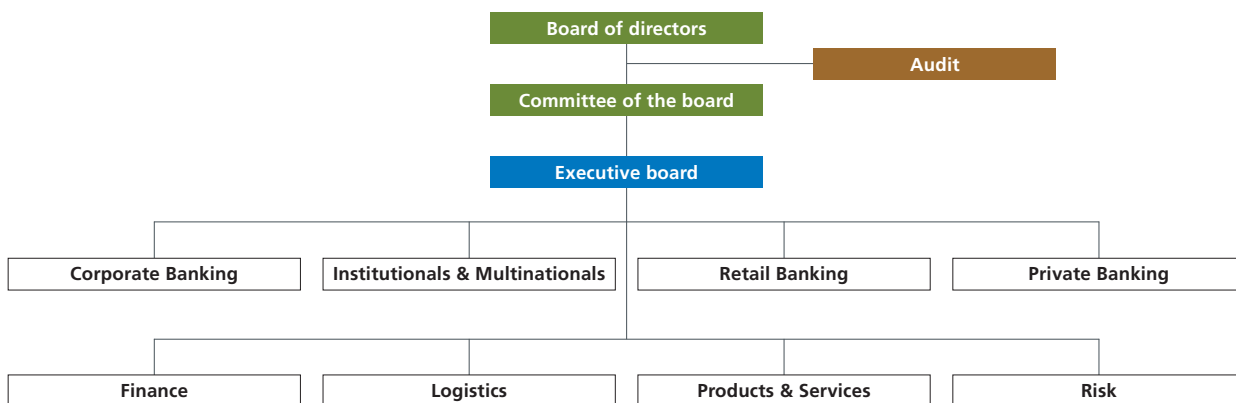 Board of directors
Audit
Committee of the board
Executive board
Corporate Banking
Institutionals & Multinationals
Retail Banking
Private Banking
Finance
Logistics
Products & Services
Risk